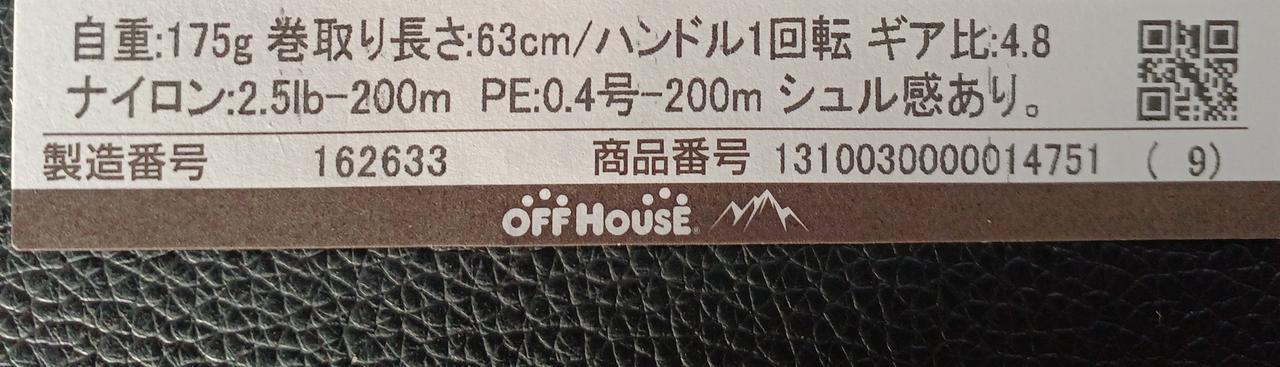 自重:175g 巻取り長さ:63cm/ハンドル1回転 ギア比:4.8
ナイロン:2.5lb-200m PE:0.4号-200m シュル感あり。
製造番号 162633 商品番号 1310030000014751 ( 9)
OFF HOUSE